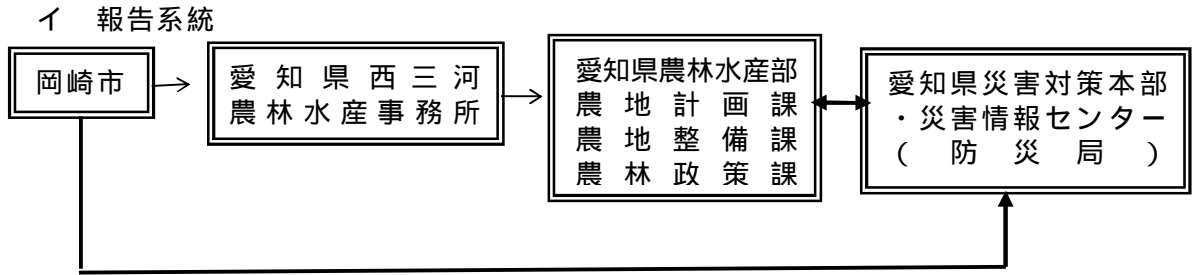 イ 報告系統
岡崎市
愛知県西三河
農林水産事務所
愛知県農林水産部
農地計画課
農地整備課
農林政策課
愛知県災害対策本部
・災害情報センター
(防災局)